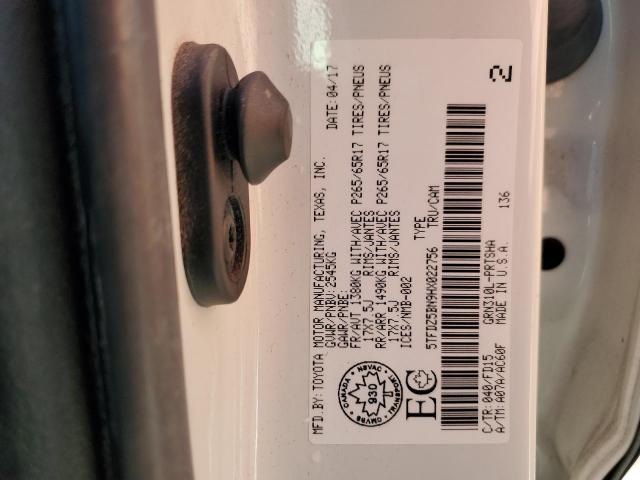 MFD.BY: TOYOTA MOTOR MANUFACTURING, TEXAS, INC. DATE: 04/17
GVWR/PNBV: 2545KG
GAWR/PNBE:
FR/AVT 1380KG WITH/AVEC P265/65R17 TIRES/PNEUS
17X7.5J RIMS/JANTES
RR/ARR 1490KG WITH/AVEC P265/65R17 TIRES/PNEUS
17X7.5J RIMS/JANTES
ICES/NMB-002
CANADA
930
TRANSPORT
EC
TYPE
5TFDZ5BN9HX022756 TRU/CAM
C/TR: 040/FD15 GRN310L-PRTSHA 136
A/TM: A07A/AC60F MADE IN U.S.A.
2